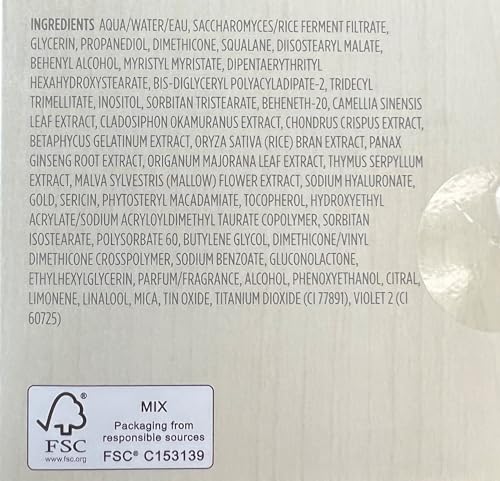 INGREDIENTS AQUA/WATER/EAU, SACCHAROMYCES/RICE FERMENT FILTRATE,
GLYCERIN, PROPANEDIOL, DIMETHICONE, SQUALANE, DIISOSTEARYL MALATE,
BEHENYL ALCOHOL, MYRISTYL MYRISTATE, DIPENTAERYTHRITYL
HEXAHYDROXYSTEARATE, BIS-DIGLYCERYL POLYACYLADIPATE-2, TRIDECYL
TRIMELLITATE, INOSITOL, SORBITAN TRISTEARATE, BEHENETH-20, CAMELLIA SINENSIS
LEAF EXTRACT, CLADOSIPHON OKAMURANUS EXTRACT, CHONDRUS CRISPUS EXTRACT,
BETAPHYCUS GELATINUM EXTRACT, ORYZA SATIVA (RICE) BRAN EXTRACT, PANAX
GINSENG ROOT EXTRACT, ORIGANUM MAJORANA LEAF EXTRACT, THYMUS SERPYLLUM
EXTRACT, MALVA SYLVESTRIS (MALLOW) FLOWER EXTRACT, SODIUM HYALURONATE,
GOLD, SERICIN, PHYTOSTERYL MACADAMIATE, TOCOPHEROL, HYDROXYETHYL
ACRYLATE/SODIUM ACRYLOYLDIMETHYL TAURATE COPOLYMER, SORBITAN
ISOSTEARATE, POLYSORBATE 60, BUTYLENE GLYCOL, DIMETHICONE/VINYL
DIMETHICONE CROSSPOLYMER, SODIUM BENZOATE, GLUCONOLACTONE,
ETHYLHEXYLGLYCERIN, PARFUM/FRAGRANCE, ALCOHOL, PHENOXYETHANOL, CITRAL,
LIMONENE, LINALOOL, MICA, TIN OXIDE, TITANIUM DIOXIDE (CI 77891), VIOLET 2 (CI
60725)
FSC
www.fsc.org
MIX
Packaging from
responsible sources
FSC® C153139